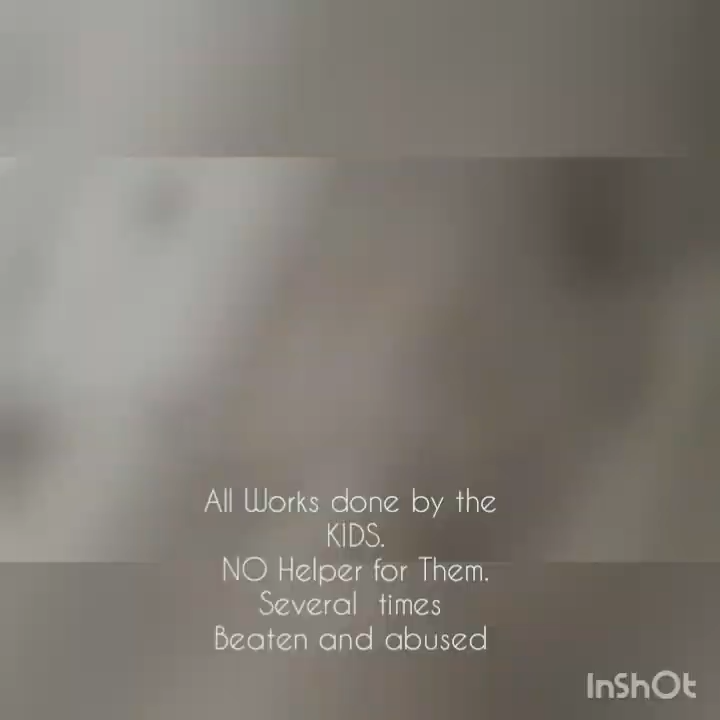 All Works done by the
KIDS.
NO Helper for Them.
Several times
Beaten and abused
InShOt